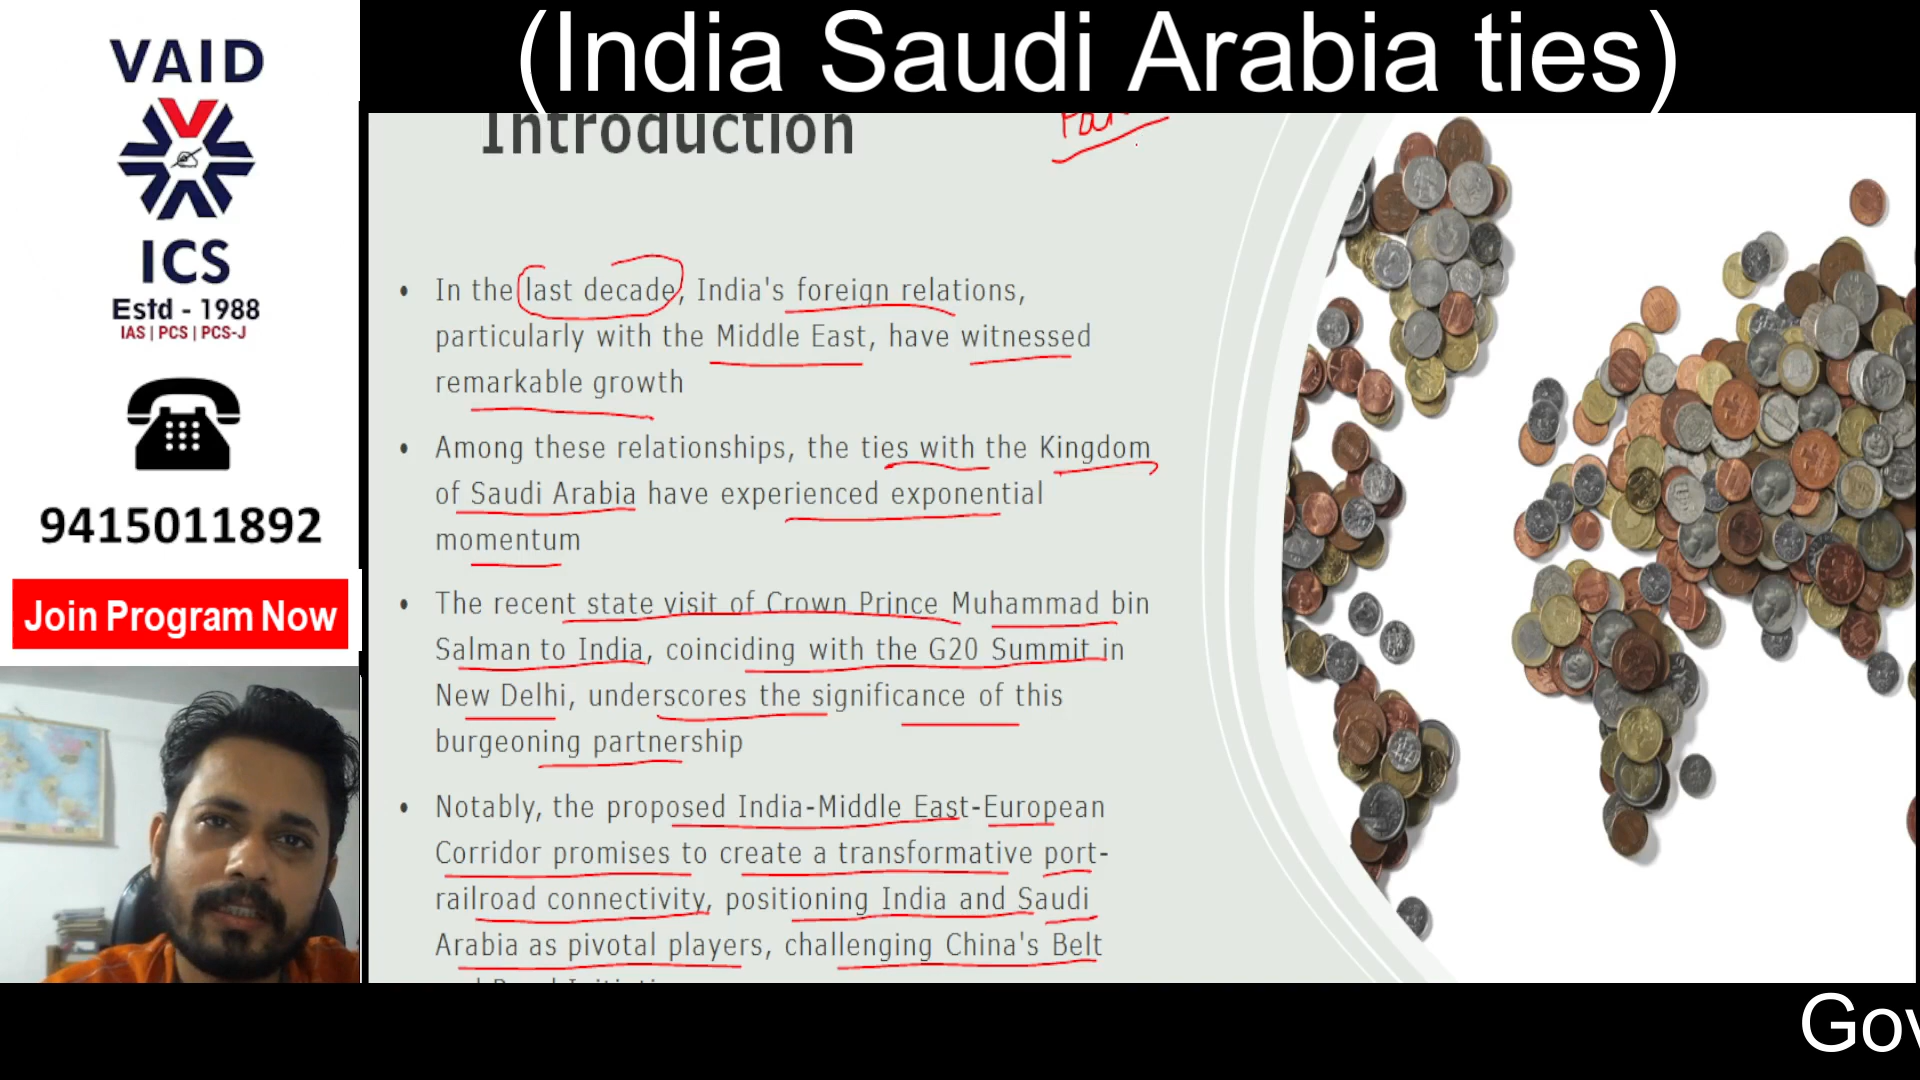 VAID
ICS
Estd - 1988
IAS | PCS | PCS-J
9415011892
Join Program Now
(India Saudi Arabia ties)
Introduction
• In the last decade, India's foreign relations,
particularly with the Middle East, have witnessed
remarkable growth
• Among these relationships, the ties with the Kingdom
of Saudi Arabia have experienced exponential
momentum
• The recent state visit of Crown Prince Muhammad bin
Salman to India, coinciding with the G20 Summit in
New Delhi, underscores the significance of this
burgeoning partnership
• Notably, the proposed India-Middle East-European
Corridor promises to create a transformative port-
railroad connectivity, positioning India and Saudi
Arabia as pivotal players, challenging China's Belt